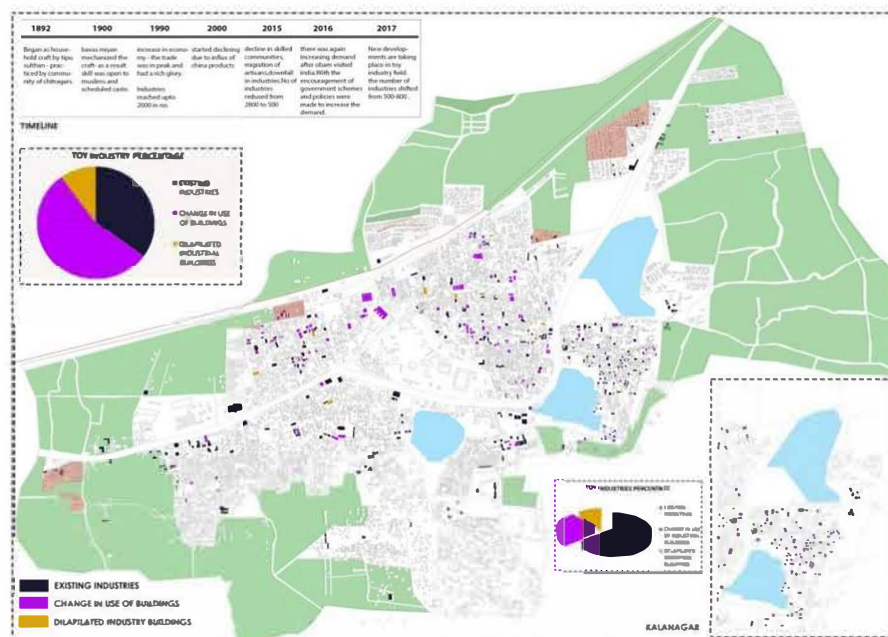 1892 1900 1990 2000 2015 2016 2017
Began as house-
hold craft by tipu
sulthan - prac-
ticed by commu-
nity of chitragars.
bavas miyan
mechanized the
craft- as a result
skill was open to
muslims and
scheduled caste.
increase in econo-
my - the trade
was in peak and
had a rich glory.
Industries
reached upto
2000 in no.
started declining
due to influx of
china products
decline in skilled
communities,
migration of
artisans,downfall
in industries.No of
industries
reduced from
2800 to 500
there was again
increasing demand
after obam visited
india.With the
encouragement of
government schemes
and policies were
made to increase the
demand.
New develop-
ments are taking
place in toy
industry field.
the number of
industries shifted
from 500-800 .
TIMELINE
TOY INDUSTRY PERCENTAGE
EXISTING
INDUSTRIES
CHANGE IN USE
OF BUILDINGS
DILAPILATED
INDUSTRIAL
BUILDINGS
TOY INDUSTRIES PERCENTAGE
CHANGE IN USE
EXISTING INDUSTRIES
CHANGE IN USE OF BUILDINGS
DILAPILATED INDUSTRY BUILDINGS
KALANAGAR